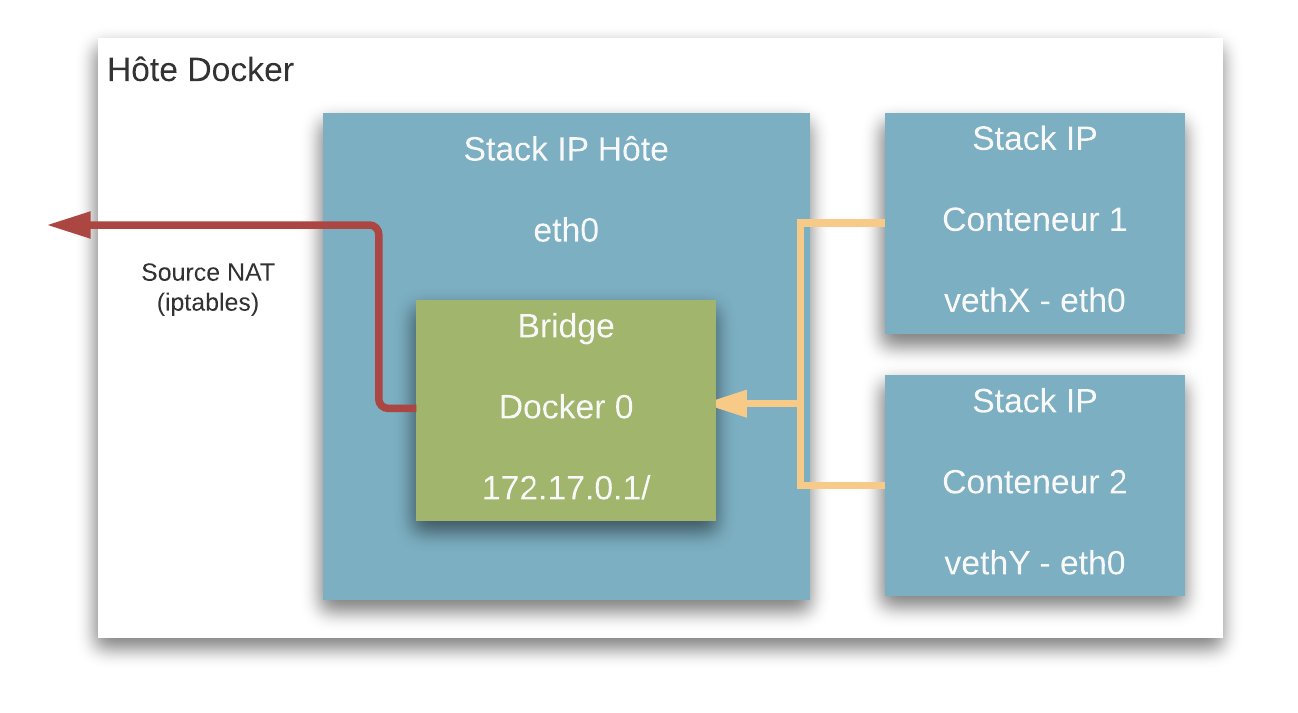 Hôte Docker
Stack IP Hôte
eth0
Source NAT
(iptables)
Bridge
Docker 0
172.17.0.1/
Stack IP
Conteneur 1
vethX - eth0
Stack IP
Conteneur 2
vethY - eth0